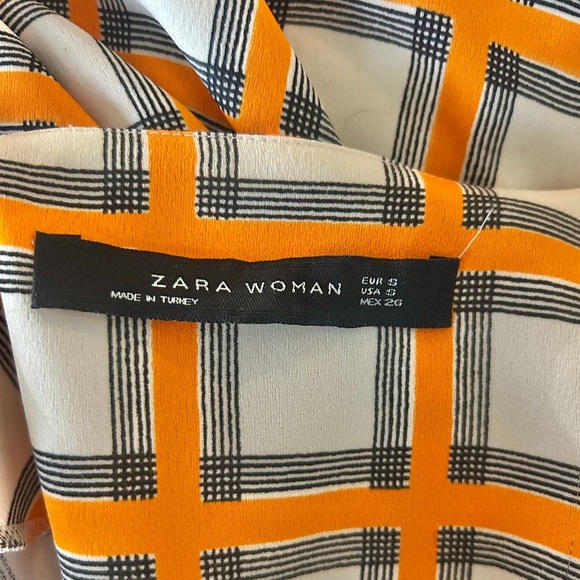 ZARA WOMAN
MADE IN TURKEY
EUR S
USA S
MEX 26